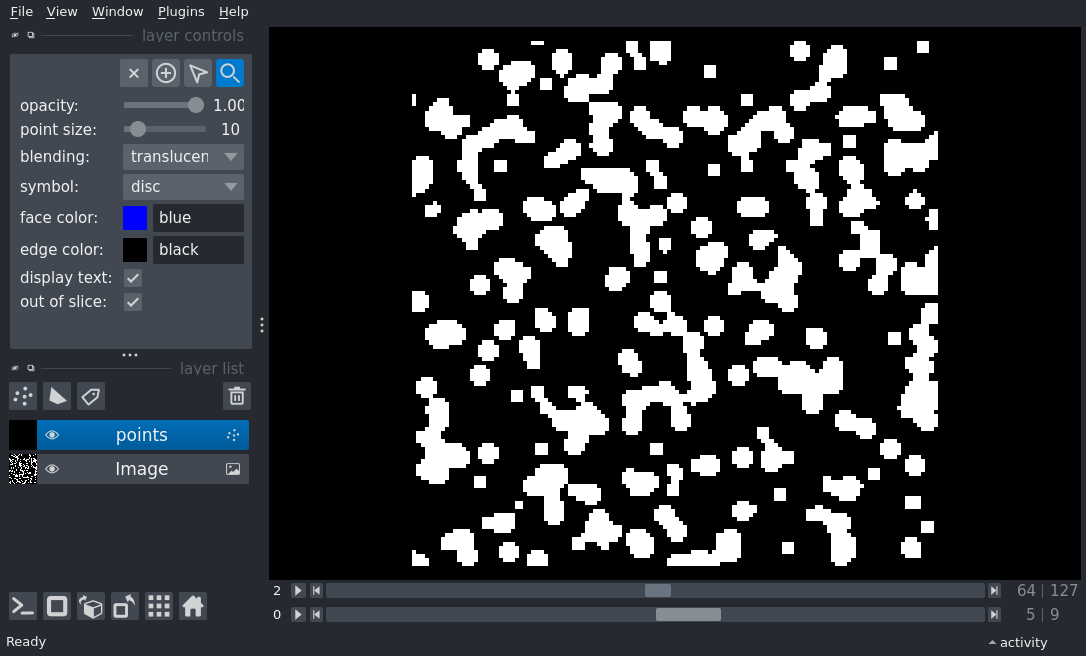 File View Window Plugins Help
layer controls
opacity: 1.00
point size: 10
blending: translucen
symbol: disc
face color: blue
edge color: black
display text:
out of slice:
layer list
points
Image
2 64 127
0 5 9
Ready activity